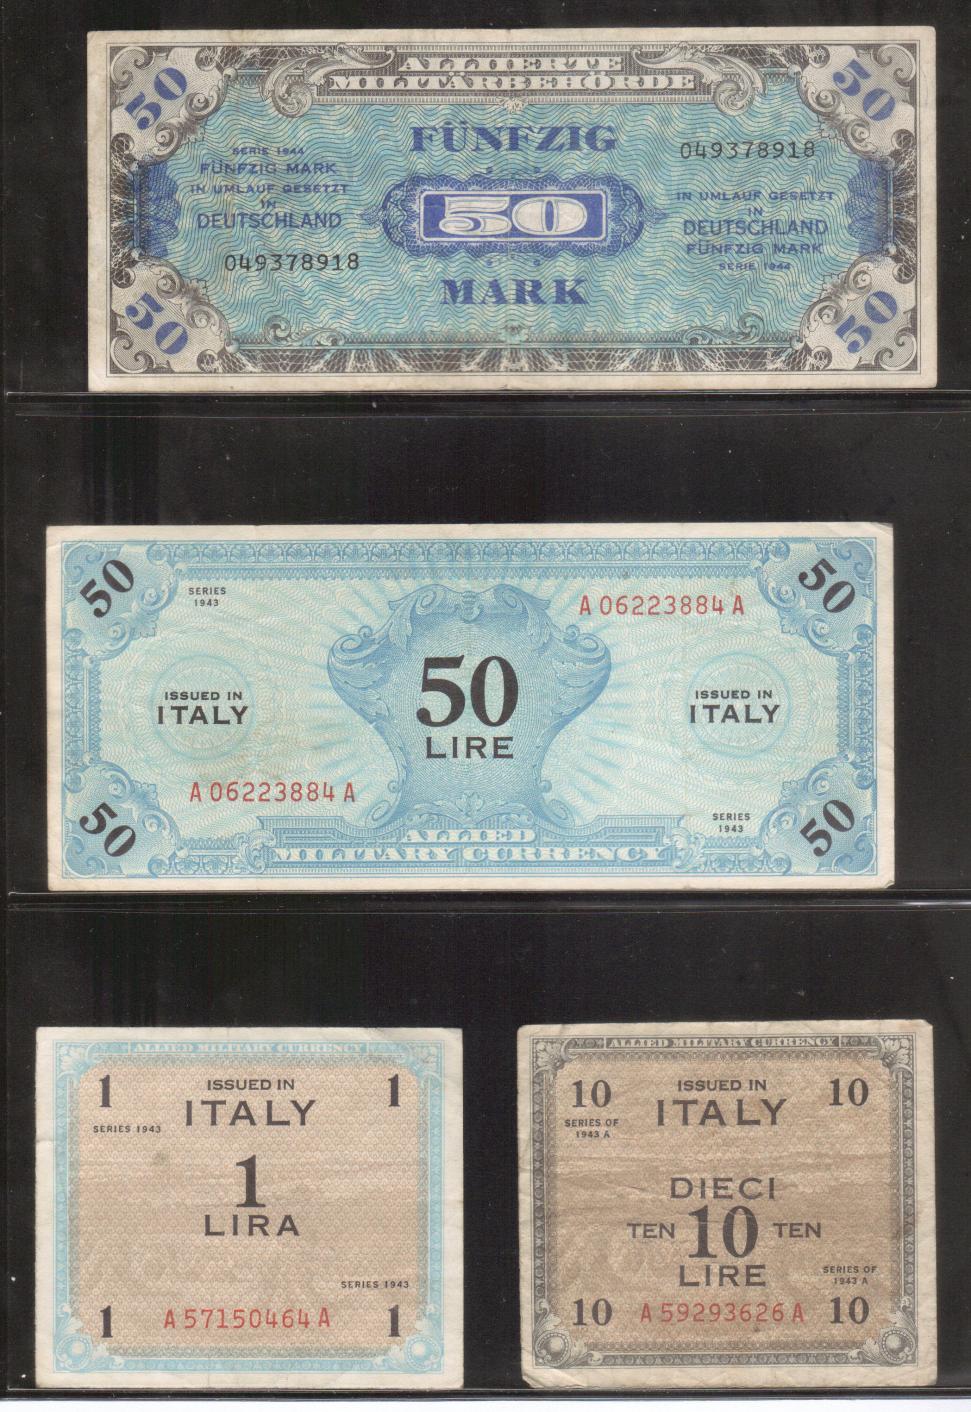 50
ALLIIERTE
MILITÄRBEHÖRDE
50
FÜNFZIG
SERIE 1944
FÜNFZIG MARK
IN UMLAUF GESETZT
IN
DEUTSCHLAND
049378918
50
049378918
IN UMLAUF GESETZT
IN
DEUTSCHLAND
FÜNFZIG MARK
SERIE 1944
MARK
50
50
50
SERIES
1943
A 06223884 A
50
ISSUED IN
ITALY
50
LIRE
ISSUED IN
ITALY
A 06223884 A
SERIES
1943
50
ALLIED
MILITARY CURRENCY
50
ALLIED MILITARY CURRENCY
1
ISSUED IN
ITALY
1
SERIES 1943
1
LIRA
SERIES 1943
1
A 57150464 A
1
ALLIED MILITARY CURRENCY
10
ISSUED IN
ITALY
10
SERIES OF
1943 A
DIECI
TEN 10 TEN
LIRE
SERIES OF
1943 A
10
A 59293626 A
10